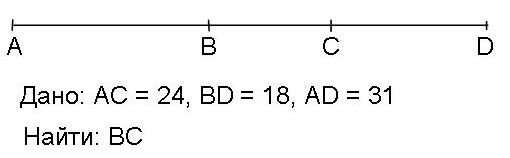 A B C D
Дано: AC = 24, BD = 18, AD = 31
Найти: BC